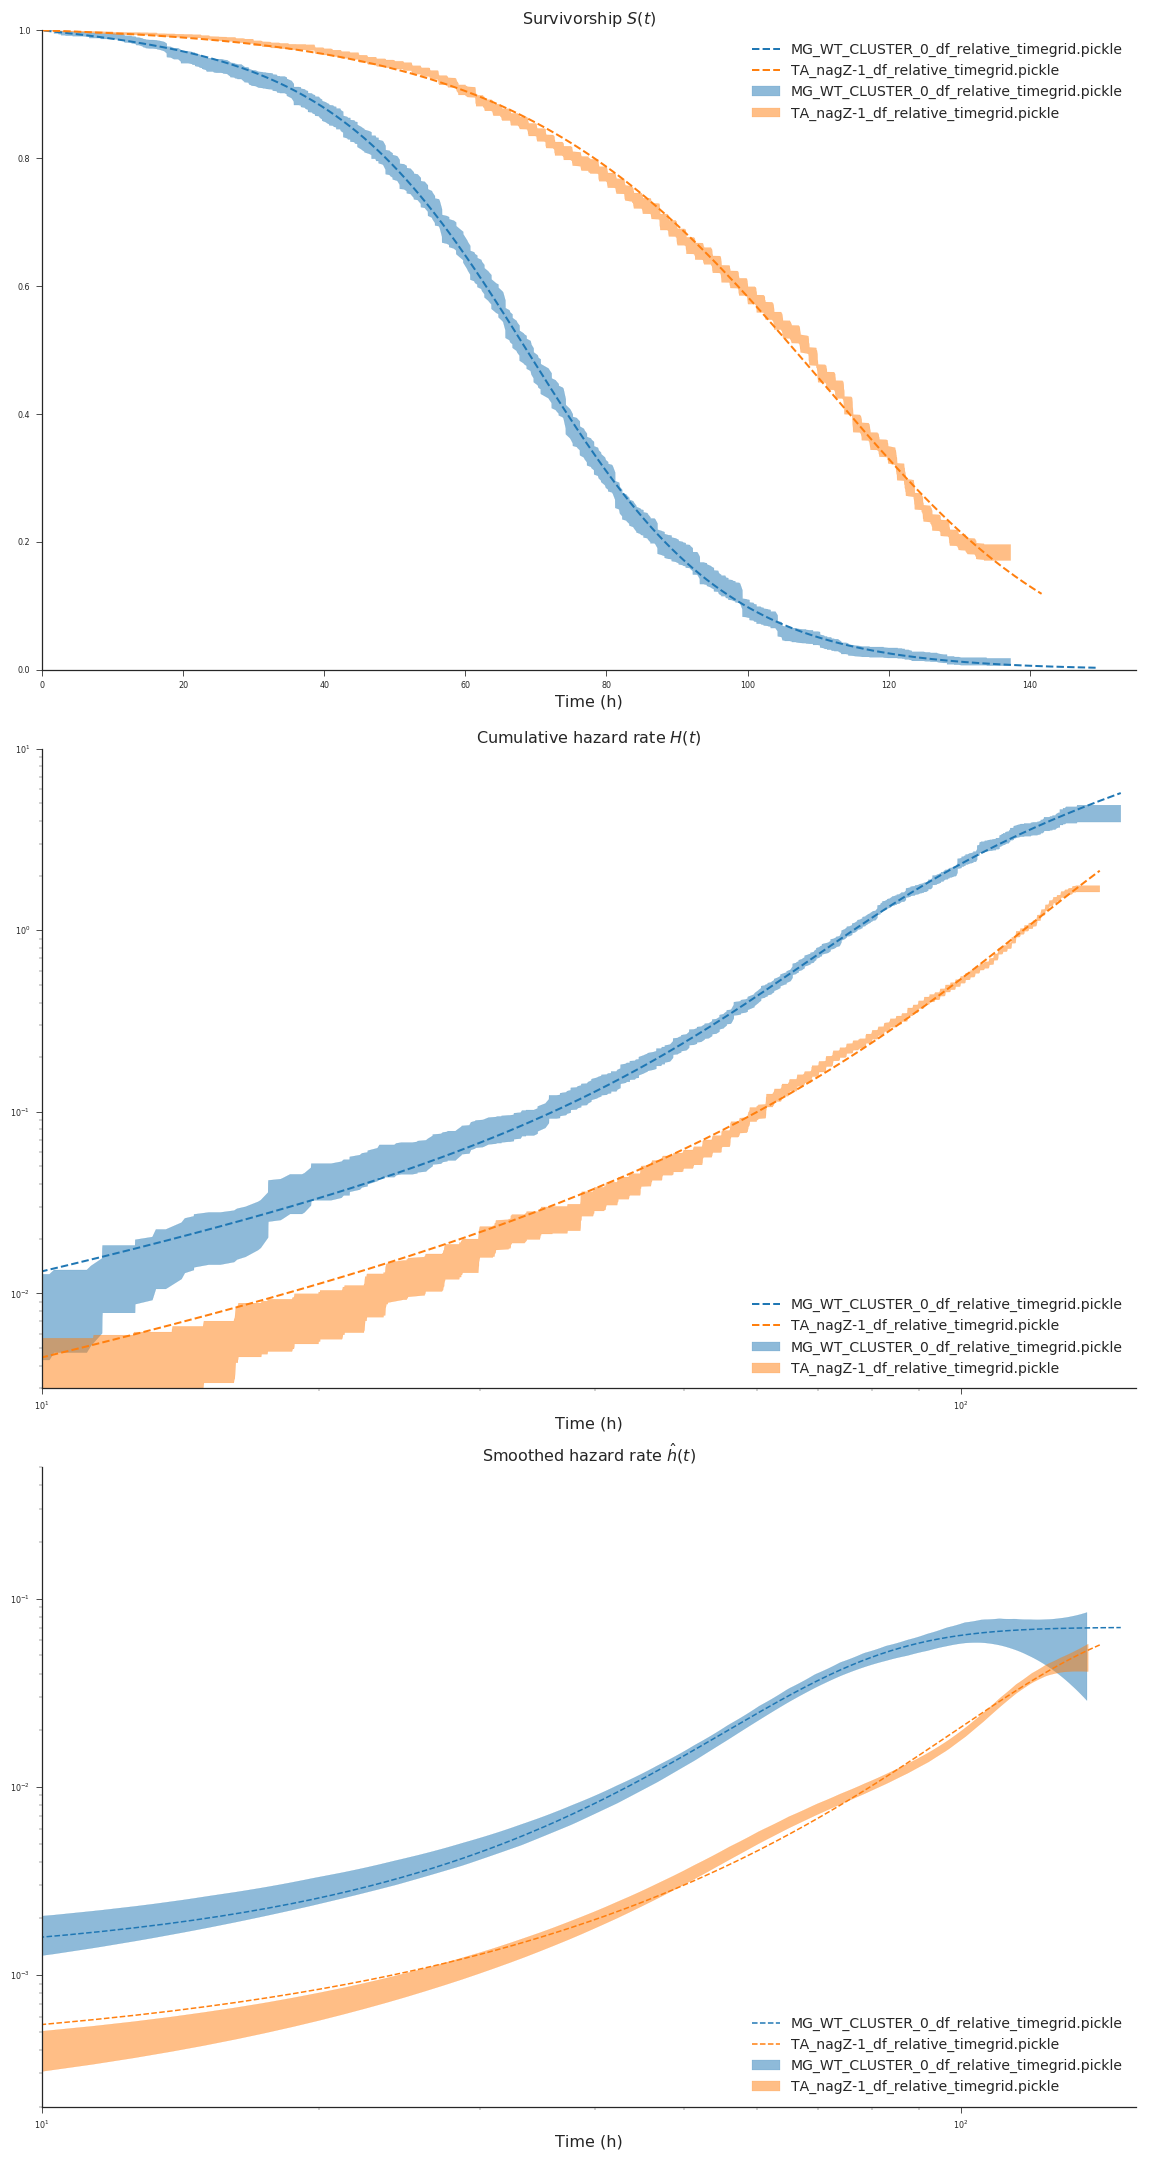 Survivorship S(t)
1.0
0.8
0.6
0.4
0.2
0.0
MG_WT_CLUSTER_0_df_relative_timegrid.pickle
TA_nagZ-1_df_relative_timegrid.pickle
MG_WT_CLUSTER_0_df_relative_timegrid.pickle
TA_nagZ-1_df_relative_timegrid.pickle
0 20 40 60 80 100 120 140
Time (h)
Cumulative hazard rate H(t)
10¹
10⁰
10⁻¹
10⁻²
MG_WT_CLUSTER_0_df_relative_timegrid.pickle
TA_nagZ-1_df_relative_timegrid.pickle
MG_WT_CLUSTER_0_df_relative_timegrid.pickle
TA_nagZ-1_df_relative_timegrid.pickle
10¹ 10²
Time (h)
Smoothed hazard rate ĥ(t)
10⁻¹
10⁻²
10⁻³
MG_WT_CLUSTER_0_df_relative_timegrid.pickle
TA_nagZ-1_df_relative_timegrid.pickle
MG_WT_CLUSTER_0_df_relative_timegrid.pickle
TA_nagZ-1_df_relative_timegrid.pickle
10¹ 10²
Time (h)